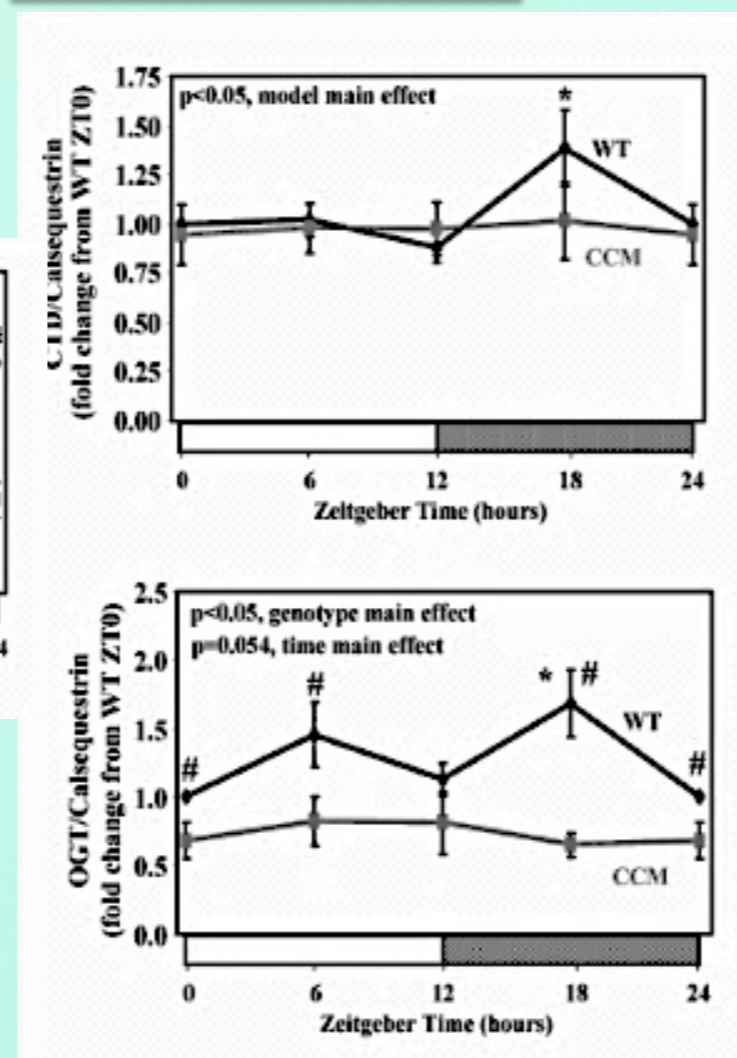 1.75
p<0.05, model main effect
*
1.50
WT
1.25
1.00
CCM
0.75
0.50
0.25
0.00
(fold change from WT ZT0)
0 6 12 18 24
Zeitgeber Time (hours)
4
2.5
p<0.05, genotype main effect
p=0.054, time main effect
2.0
# * #
WT
1.5
# #
1.0
0.5
CCM
0.0
OGT/Calsequestrin
(fold change from WT ZT0)
0 6 12 18 24
Zeitgeber Time (hours)